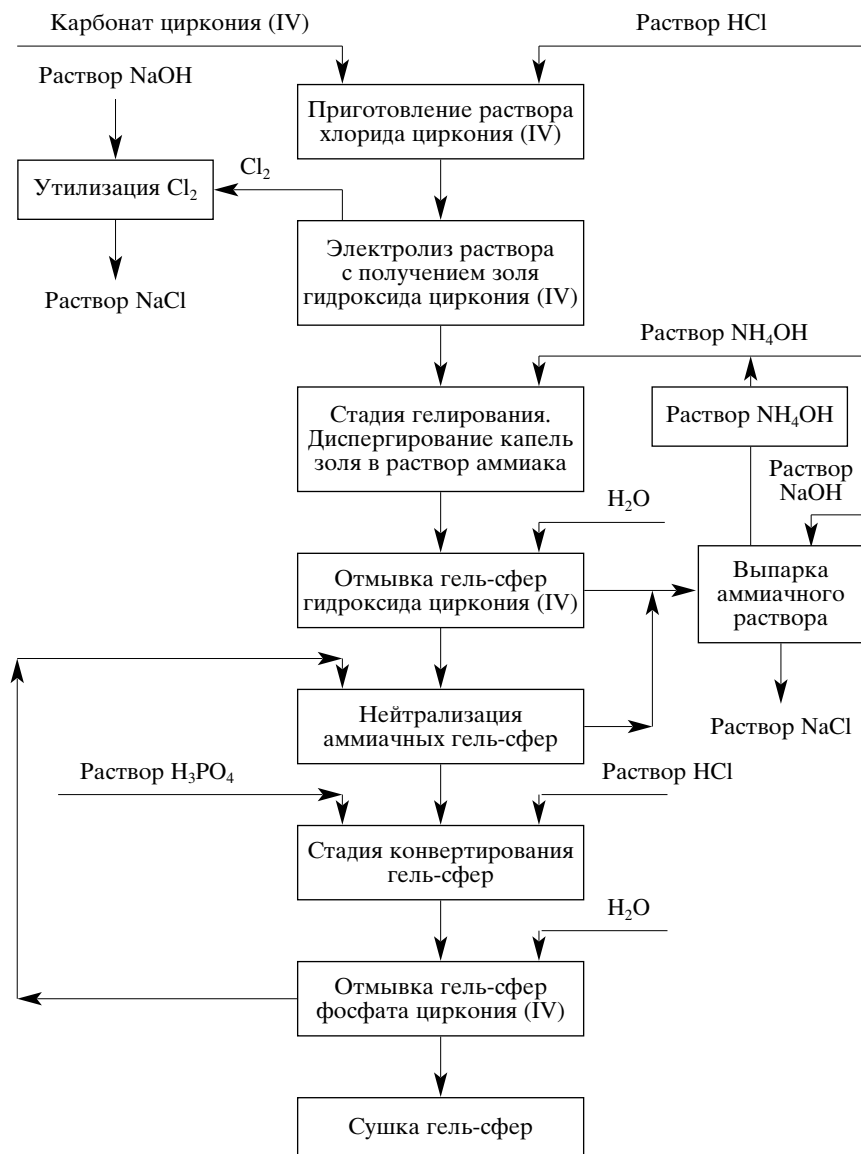 Карбонат циркония (IV)
Раствор HCl
Раствор NaOH
Приготовление раствора
хлорида циркония (IV)
Cl₂
Утилизация Cl₂
Электролиз раствора
с получением золя
гидроксида циркония (IV)
Раствор NaCl
Раствор NH₄OH
Стадия гелирования.
Диспергирование капель
золя в раствор аммиака
Раствор NH₄OH
Раствор
NaOH
H₂O
Отмывка гель-сфер
гидроксида циркония (IV)
Выпарка
аммиачного
раствора
Нейтрализация
аммиачных гель-сфер
Раствор NaCl
Раствор H₃PO₄
Раствор HCl
Стадия конвертирования
гель-сфер
H₂O
Отмывка гель-сфер
фосфата циркония (IV)
Сушка гель-сфер